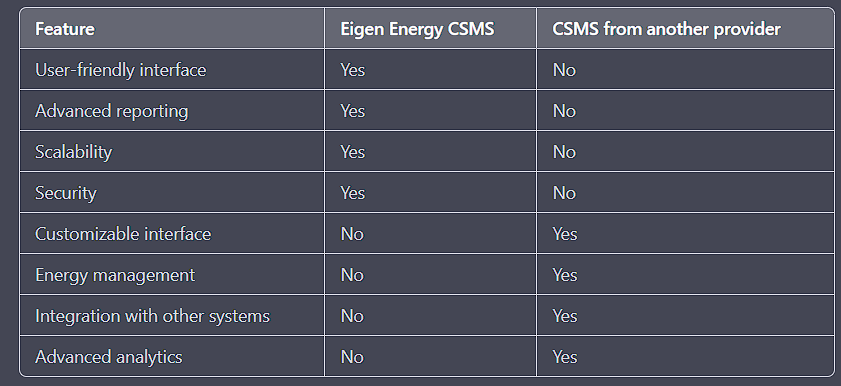 Feature Eigen Energy CSMS CSMS from another provider
User-friendly interface Yes No
Advanced reporting Yes No
Scalability Yes No
Security Yes No
Customizable interface No Yes
Energy management No Yes
Integration with other systems No Yes
Advanced analytics No Yes